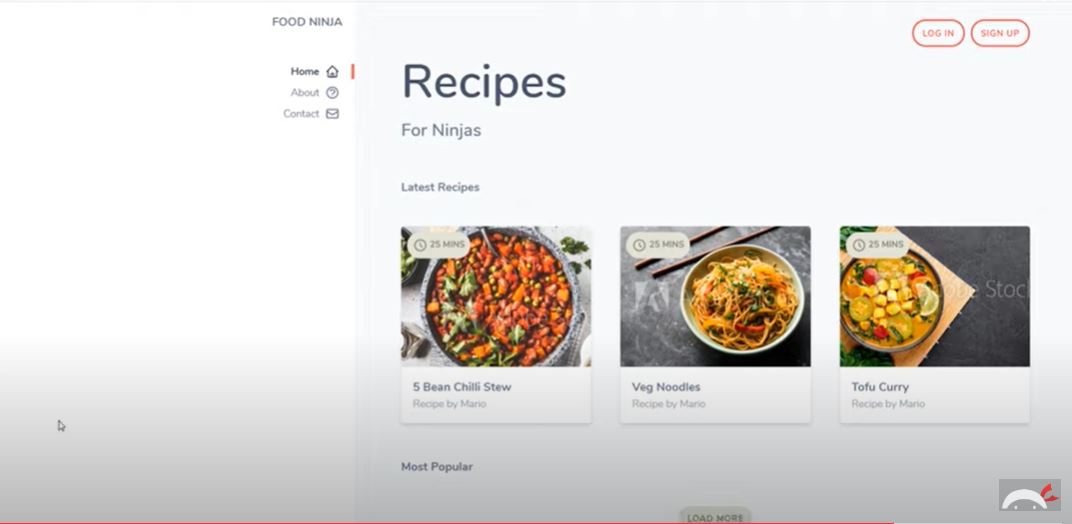 FOOD NINJA
Home
About
Contact
LOG IN
SIGN UP
Recipes
For Ninjas
Latest Recipes
25 MINS
5 Bean Chilli Stew
Recipe by Mario
25 MINS
Veg Noodles
Recipe by Mario
25 MINS
Tofu Curry
Recipe by Mario
Most Popular
LOAD MORE